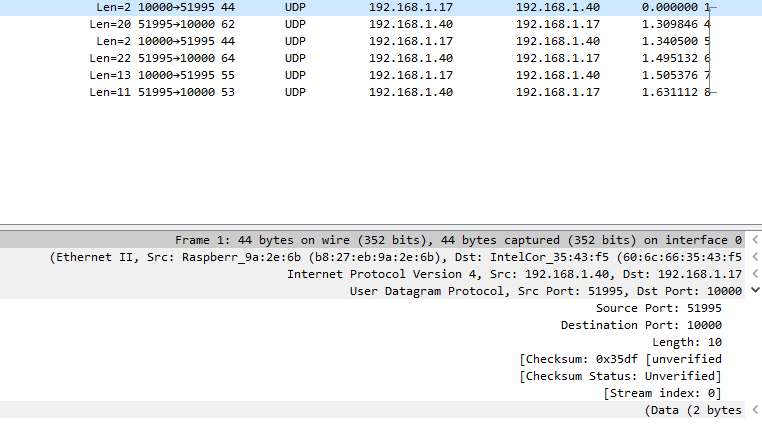 Len=2 10000→51995 44 UDP 192.168.1.17 192.168.1.40 0.000000 1
Len=20 51995→10000 62 UDP 192.168.1.40 192.168.1.17 1.309846 4
Len=2 10000→51995 44 UDP 192.168.1.17 192.168.1.40 1.340500 5
Len=22 51995→10000 64 UDP 192.168.1.40 192.168.1.17 1.495132 6
Len=13 10000→51995 55 UDP 192.168.1.17 192.168.1.40 1.505376 7
Len=11 51995→10000 53 UDP 192.168.1.40 192.168.1.17 1.631112 8
Frame 1: 44 bytes on wire (352 bits), 44 bytes captured (352 bits) on interface 0
(Ethernet II, Src: Raspberr_9a:2e:6b (b8:27:eb:9a:2e:6b), Dst: IntelCor_35:43:f5 (60:6c:66:35:43:f5
Internet Protocol Version 4, Src: 192.168.1.40, Dst: 192.168.1.17
User Datagram Protocol, Src Port: 51995, Dst Port: 10000
Source Port: 51995
Destination Port: 10000
Length: 10
[Checksum: 0x35df [unverified
[Checksum Status: Unverified]
[Stream index: 0]
(Data (2 bytes